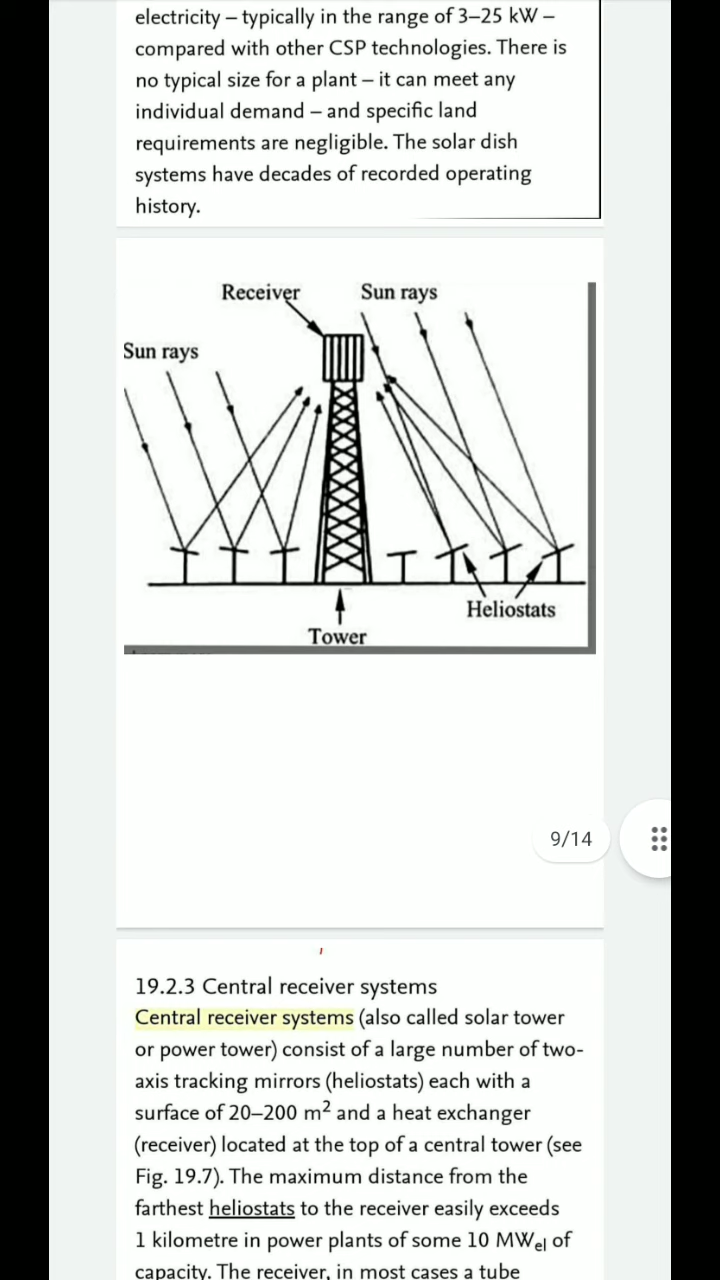 electricity – typically in the range of 3–25 kW –
compared with other CSP technologies. There is
no typical size for a plant – it can meet any
individual demand – and specific land
requirements are negligible. The solar dish
systems have decades of recorded operating
history.
Receiver
Sun rays
Sun rays
Heliostats
Tower
9/14
19.2.3 Central receiver systems
Central receiver systems (also called solar tower
or power tower) consist of a large number of two-
axis tracking mirrors (heliostats) each with a
surface of 20–200 m² and a heat exchanger
(receiver) located at the top of a central tower (see
Fig. 19.7). The maximum distance from the
farthest heliostats to the receiver easily exceeds
1 kilometre in power plants of some 10 MWel of
capacity. The receiver, in most cases a tube